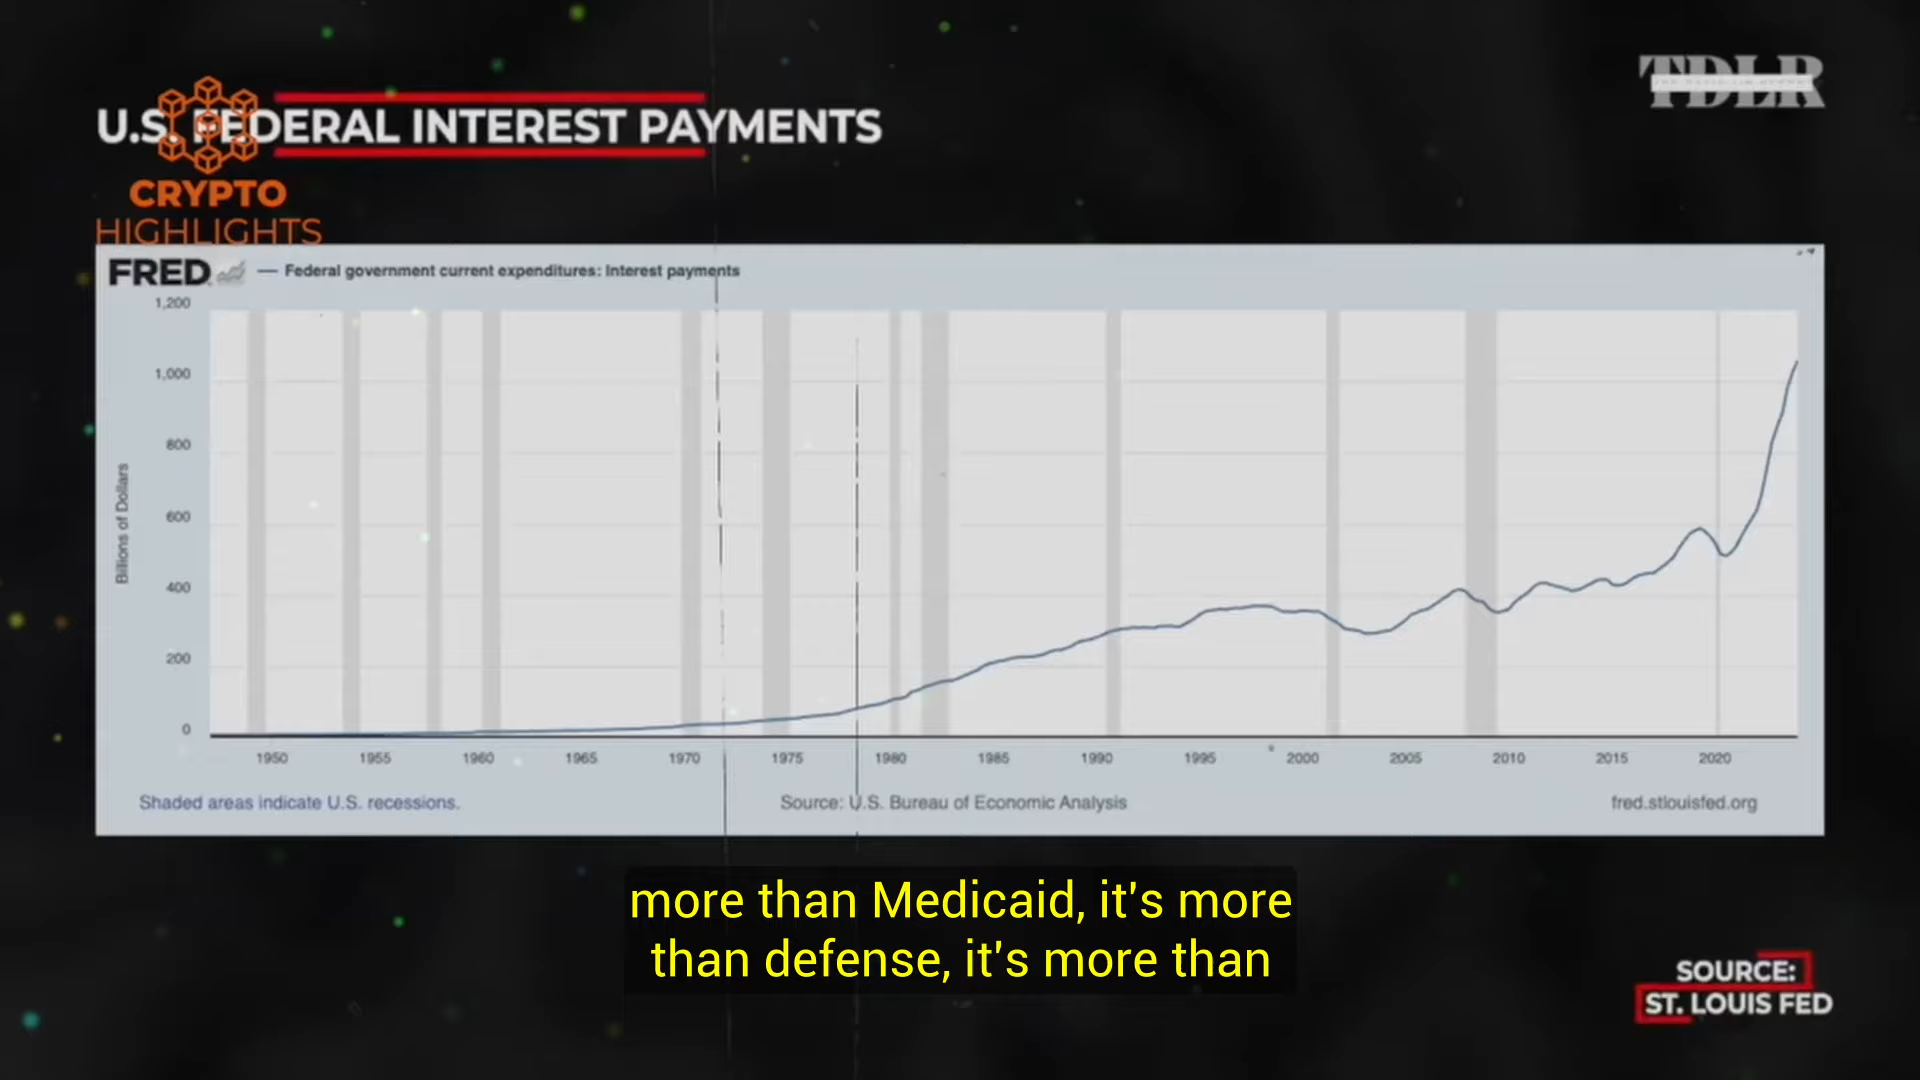 TDLR
U.S. FEDERAL INTEREST PAYMENTS
CRYPTO
HIGHLIGHTS
FRED — Federal government current expenditures: Interest payments
1,200
1,000
800
600
400
200
0
Billions of Dollars
1950 1955 1960 1965 1970 1975 1980 1985 1990 1995 2000 2005 2010 2015 2020
Shaded areas indicate U.S. recessions. Source: U.S. Bureau of Economic Analysis fred.stlouisfed.org
more than Medicaid, it's more
than defense, it's more than
SOURCE:
ST. LOUIS FED